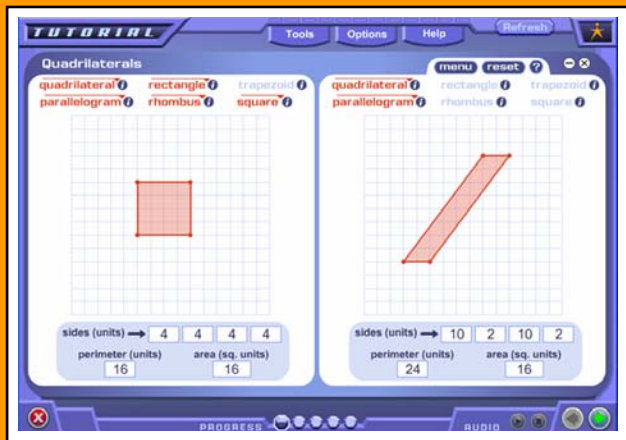 TUTORIAL
Tools Options Help Refresh
Quadrilaterals
menu reset ?
quadrilateral i rectangle i trapezoid i
parallelogram i rhombus i square i
quadrilateral i rectangle i trapezoid i
parallelogram i rhombus i square i
sides (units) 4 4 4 4
perimeter (units) area (sq. units)
16 16
sides (units) 10 2 10 2
perimeter (units) area (sq. units)
24 16
PROGRESS AUDIO